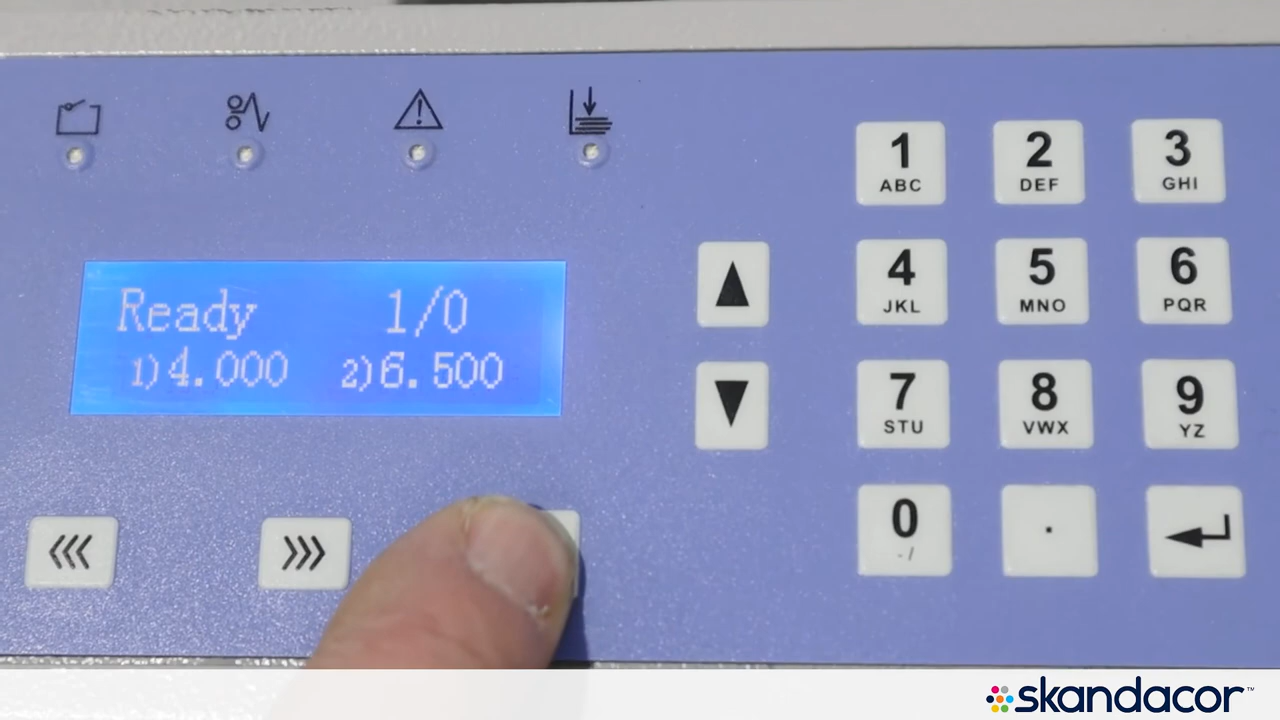 Ready 1/0
1)4.000 2)6.500
1 2 3
ABC DEF GHI
4 5 6
JKL MNO PQR
7 8 9
STU VWX YZ
0 .
- /
skandacor™